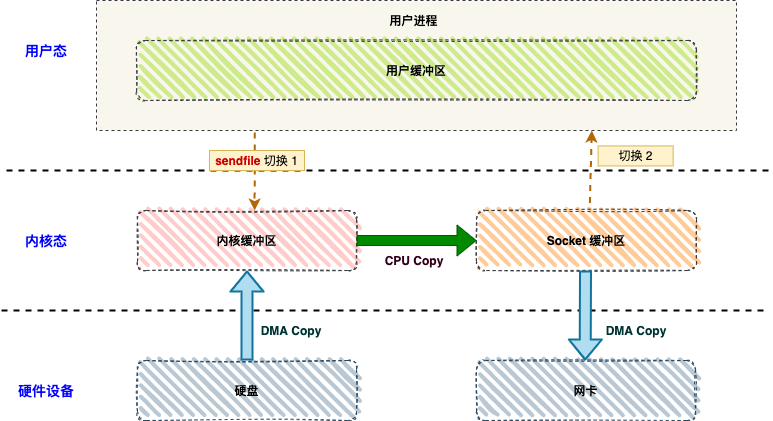 用户进程
用户态
用户缓冲区
sendfile 切换 1
切换 2
内核态
内核缓冲区
Socket 缓冲区
CPU Copy
DMA Copy
DMA Copy
硬件设备
硬盘
网卡